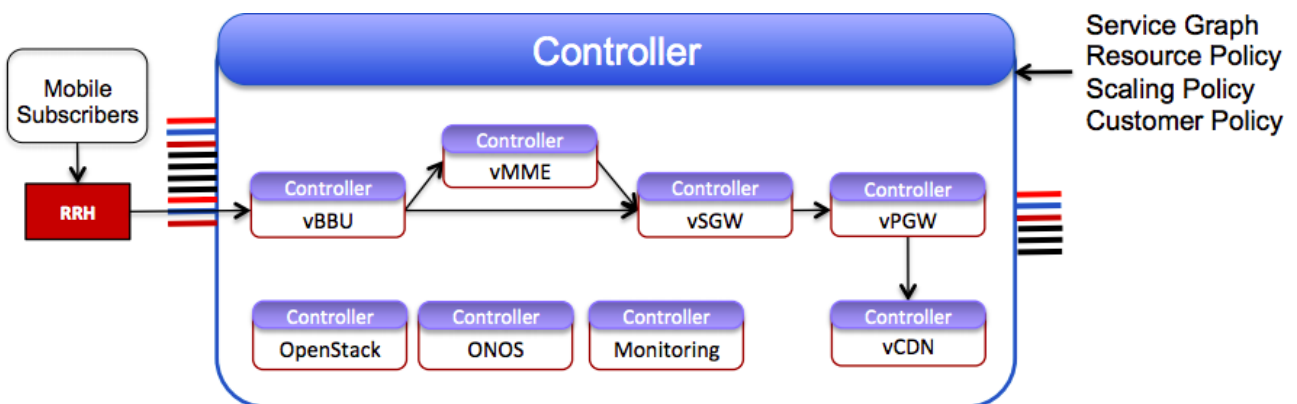 Controller
Service Graph
Resource Policy
Scaling Policy
Customer Policy
Mobile
Subscribers
RRH
Controller
vMME
Controller
vBBU
Controller
vSGW
Controller
vPGW
Controller
OpenStack
Controller
ONOS
Controller
Monitoring
Controller
vCDN